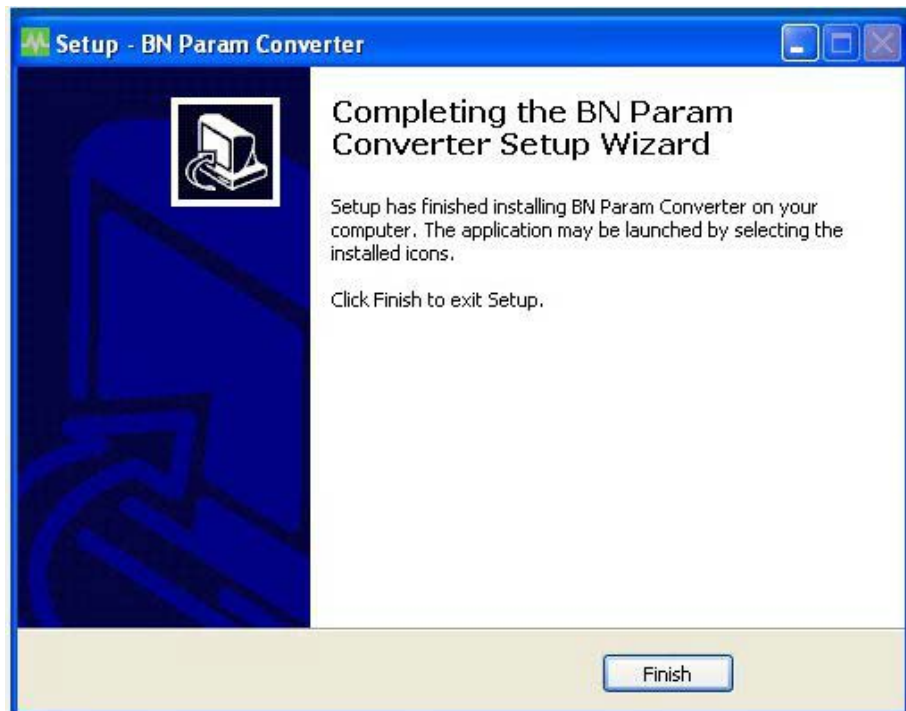 Setup - BN Param Converter
Completing the BN Param
Converter Setup Wizard
Setup has finished installing BN Param Converter on your
computer. The application may be launched by selecting the
installed icons.
Click Finish to exit Setup.
Finish